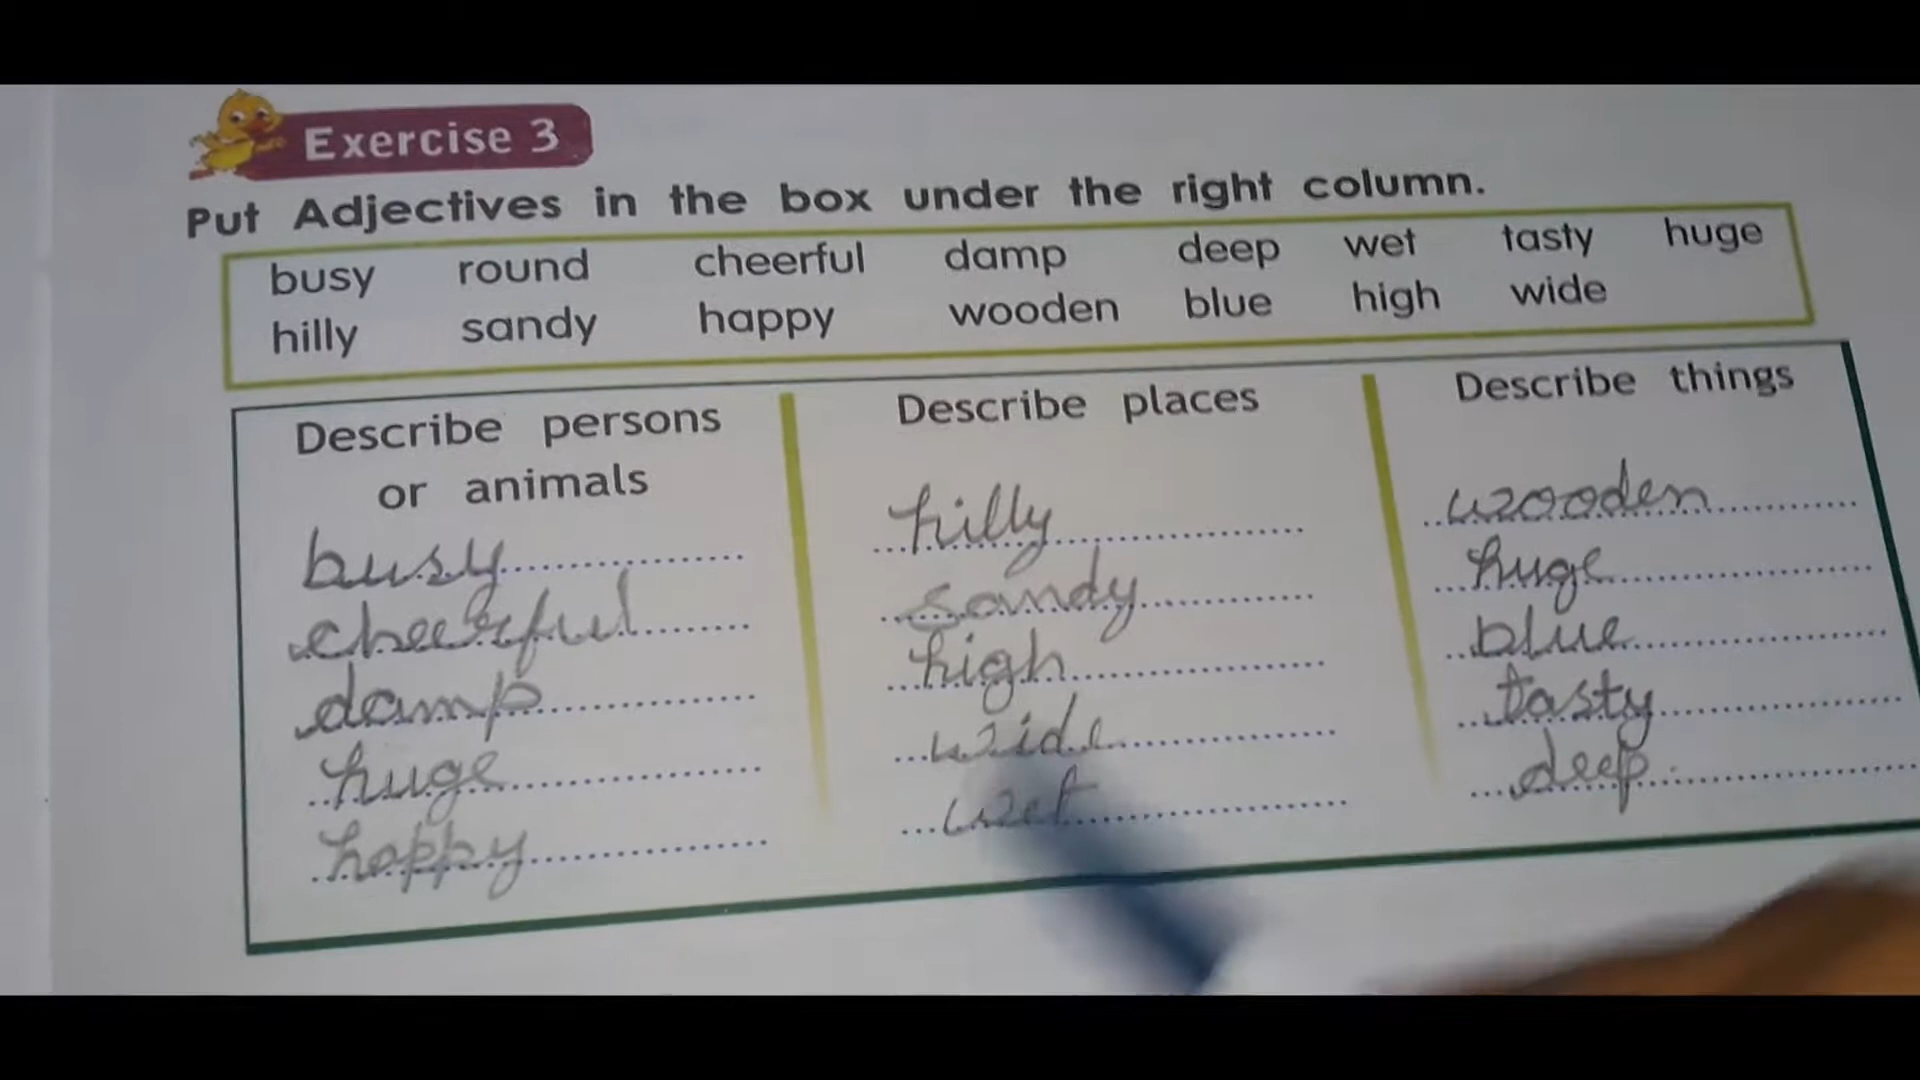 Exercise 3
Put Adjectives in the box under the right column.
busy round cheerful damp deep wet tasty huge
hilly sandy happy wooden blue high wide
Describe persons
or animals
busy
cheerful
damp
huge
happy
Describe places
hilly
sandy
high
wide
wet
Describe things
wooden
huge
blue
tasty
deep